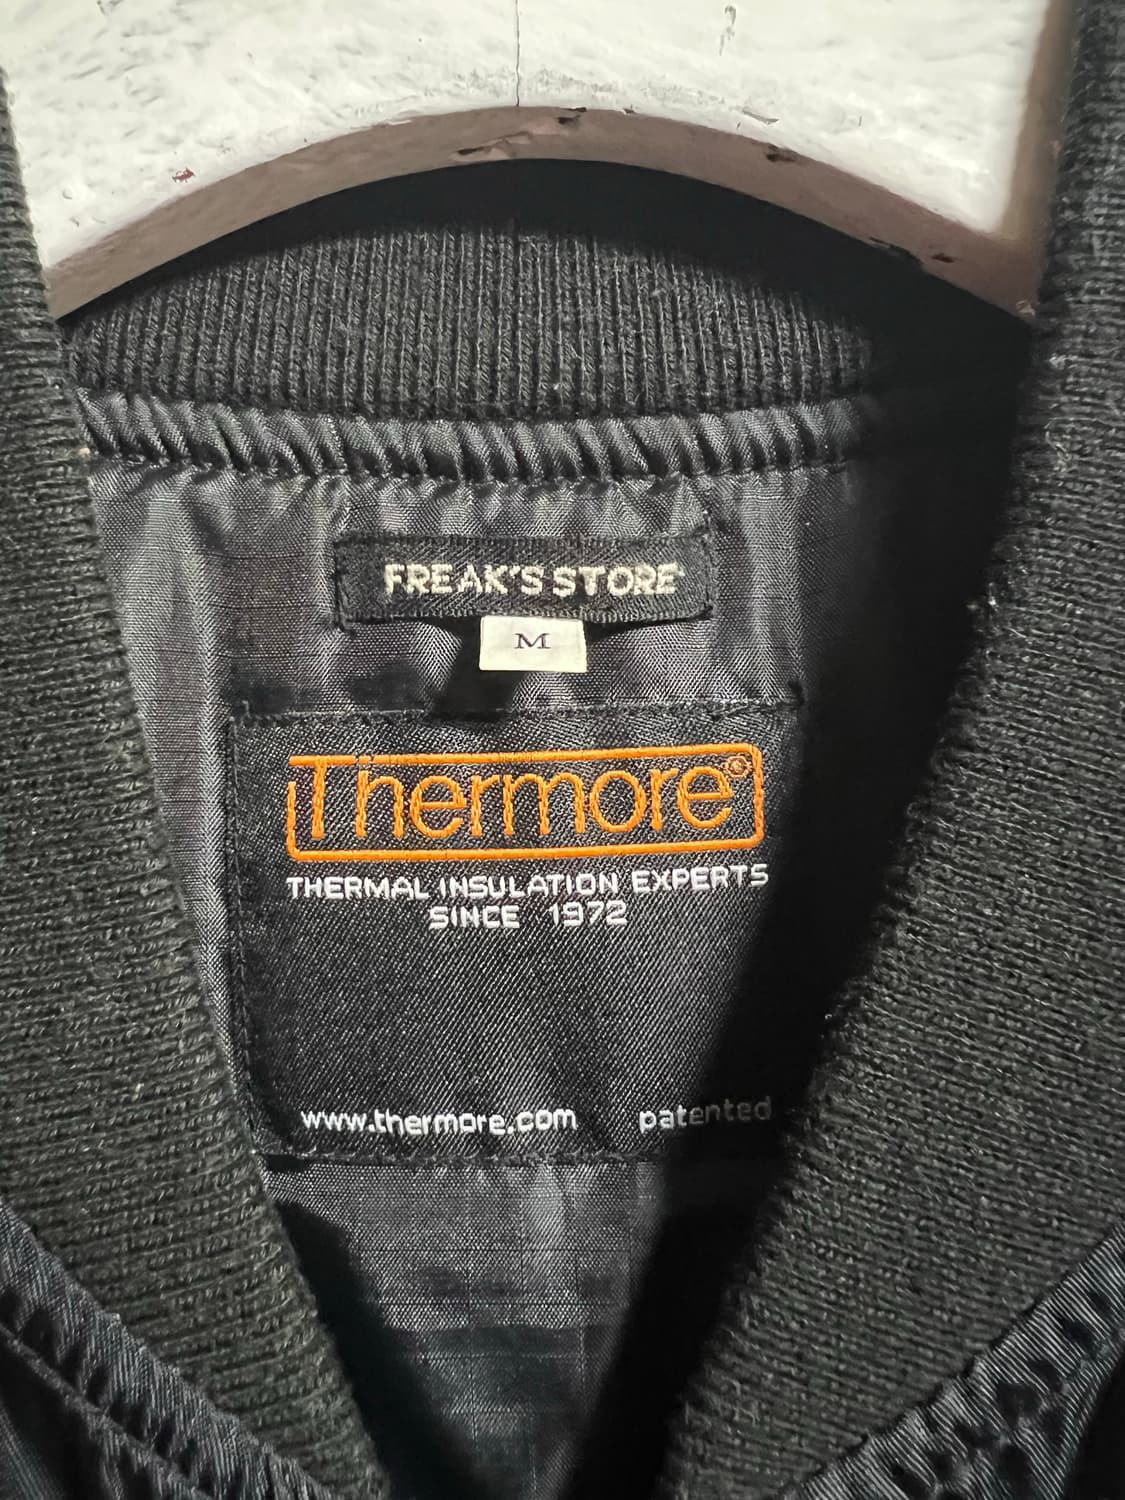 FREAK'S STORE
M
Thermore®
THERMAL INSULATION EXPERTS
SINCE 1972
www.thermore.com patented